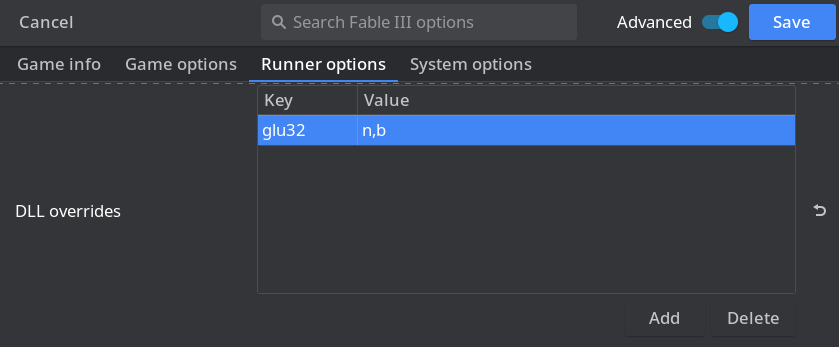 Cancel Search Fable III options Advanced Save
Game info Game options Runner options System options
Key Value
glu32 n,b
DLL overrides
Add Delete